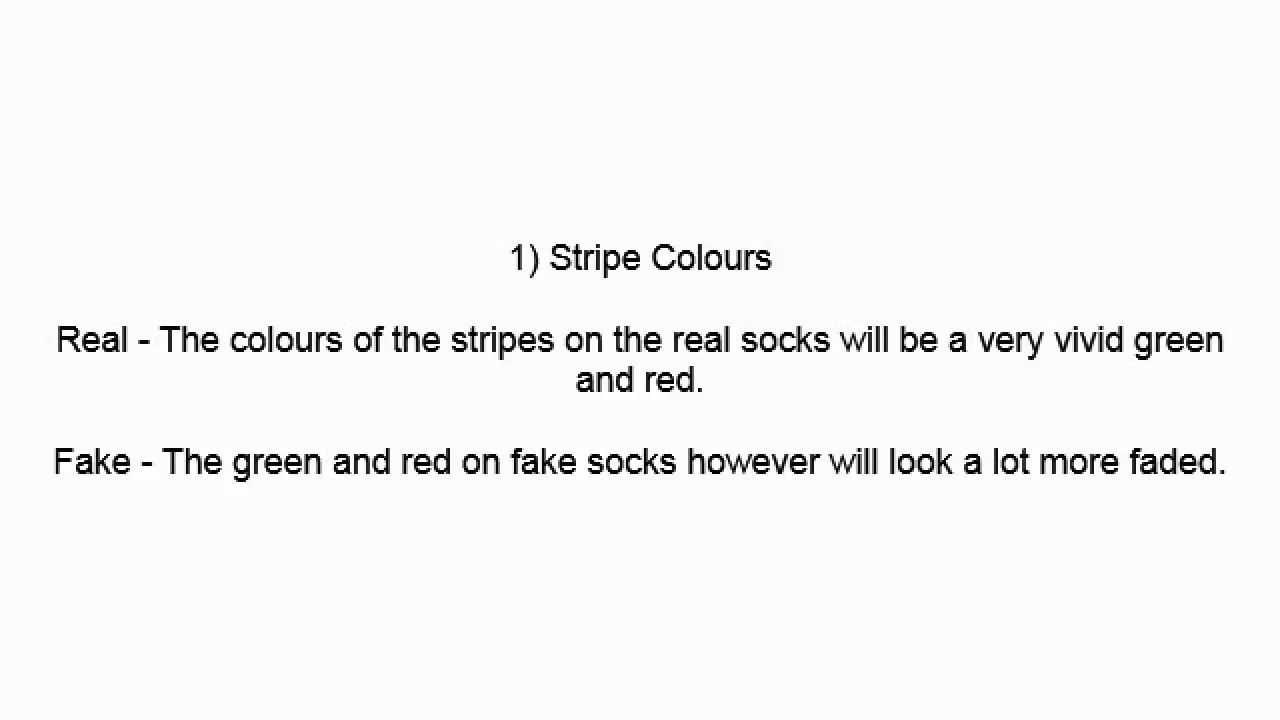 1) Stripe Colours
Real - The colours of the stripes on the real socks will be a very vivid green
and red.
Fake - The green and red on fake socks however will look a lot more faded.